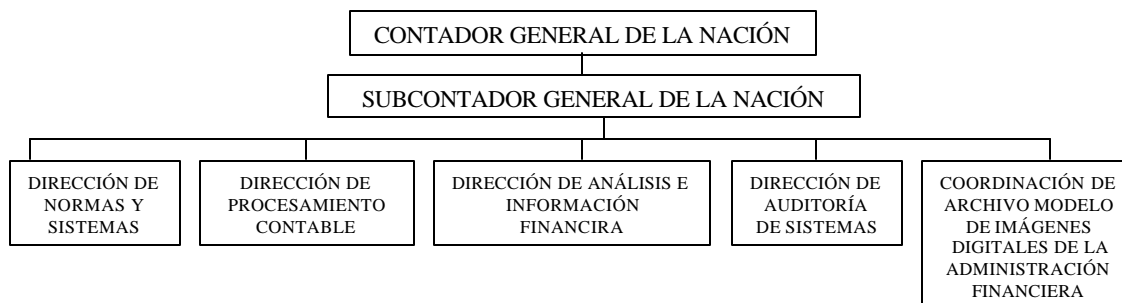 CONTADOR GENERAL DE LA NACIÓN
SUBCONTADOR GENERAL DE LA NACIÓN
DIRECCIÓN DE
NORMAS Y
SISTEMAS
DIRECCIÓN DE
PROCESAMIENTO
CONTABLE
DIRECCIÓN DE ANÁLISIS E
INFORMACIÓN
FINANCIRA
DIRECCIÓN DE
AUDITORÍA
DE SISTEMAS
COORDINACIÓN DE
ARCHIVO MODELO
DE IMÁGENES
DIGITALES DE LA
ADMINISTRACIÓN
FINANCIERA